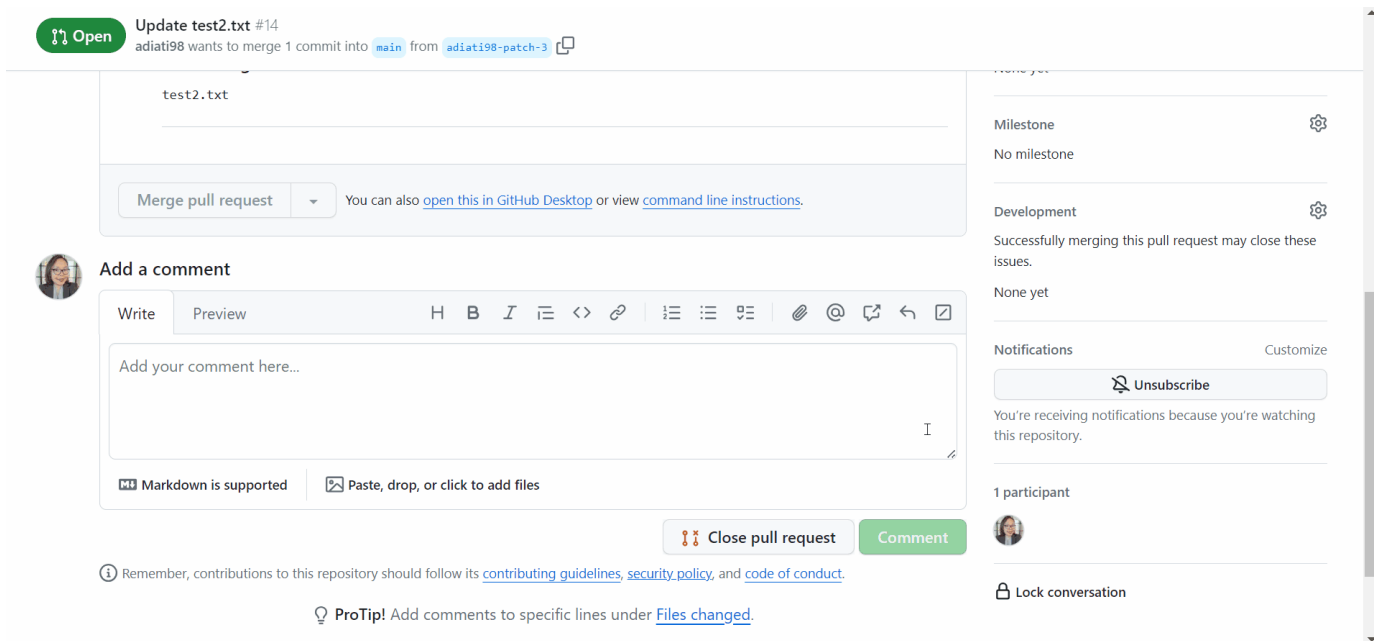 Open
Update test2.txt #14
adiati98 wants to merge 1 commit into main from adiati98-patch-3
test2.txt
Merge pull request
You can also open this in GitHub Desktop or view command line instructions.
Add a comment
Write
Preview
Add your comment here...
Markdown is supported
Paste, drop, or click to add files
Close pull request
Comment
Remember, contributions to this repository should follow its contributing guidelines, security policy, and code of conduct.
ProTip! Add comments to specific lines under Files changed.
Milestone
No milestone
Development
Successfully merging this pull request may close these
issues.
None yet
Notifications
Customize
Unsubscribe
You're receiving notifications because you're watching
this repository.
1 participant
Lock conversation